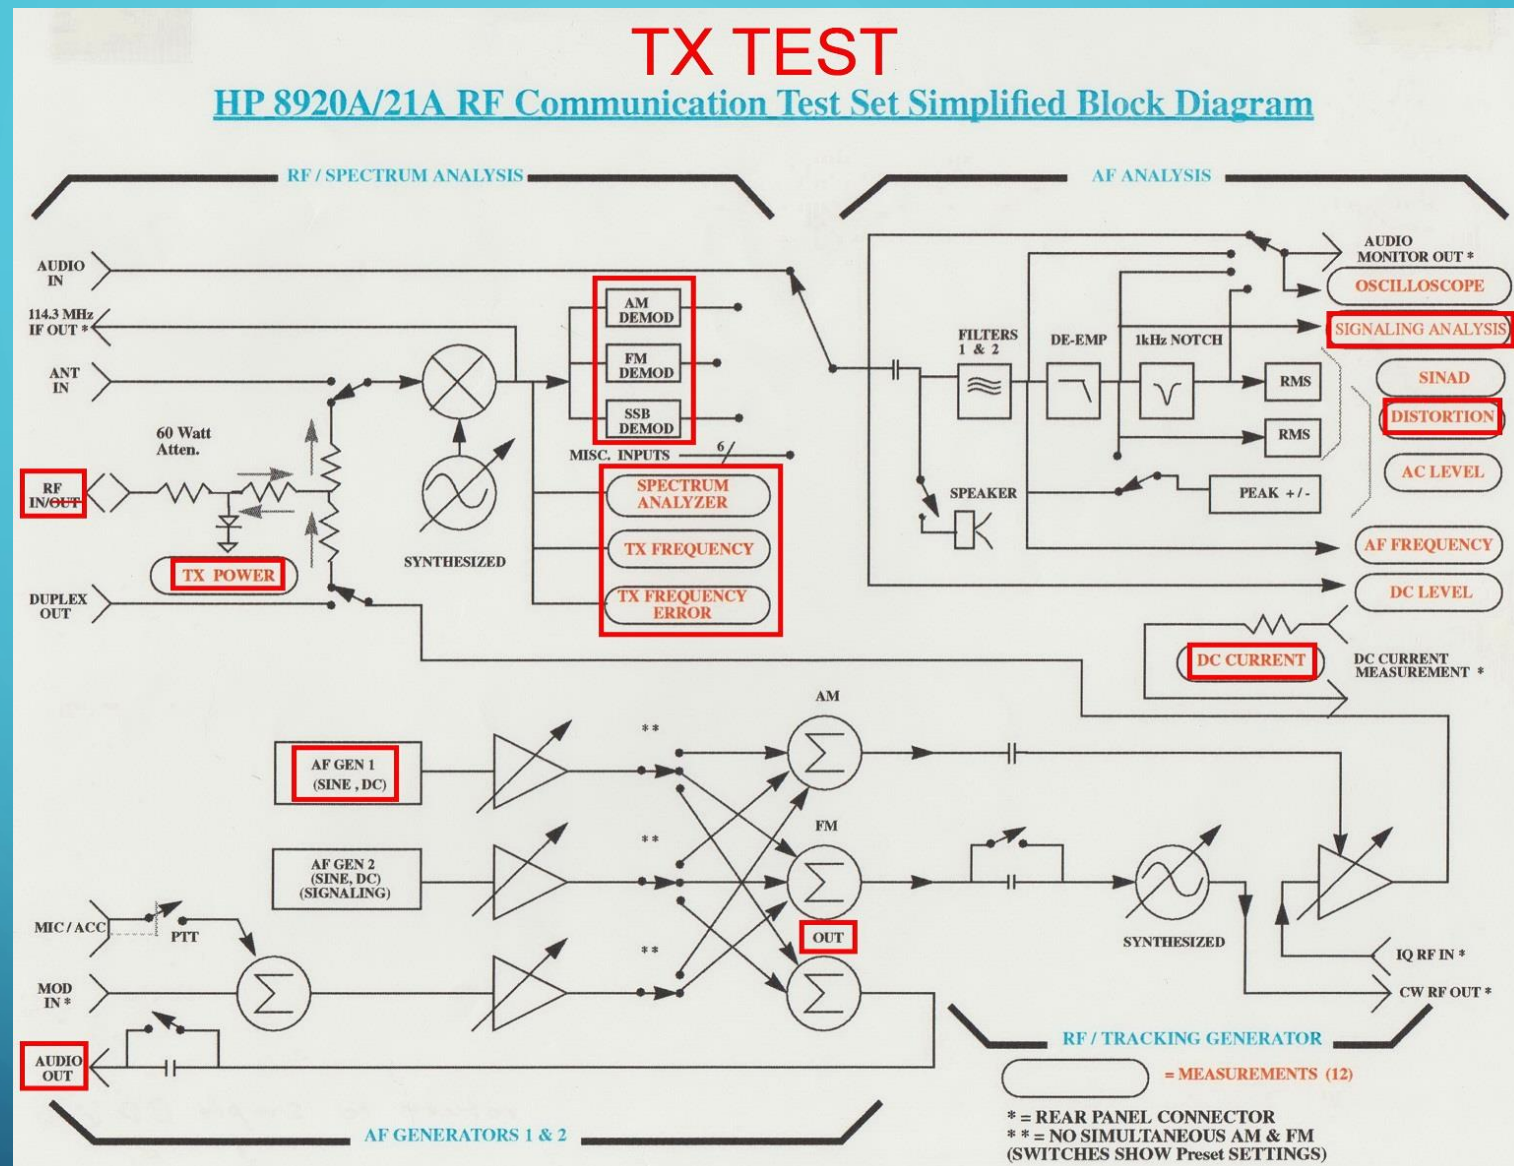 TX TEST
HP 8920A/21A RF Communication Test Set Simplified Block Diagram
RF / SPECTRUM ANALYSIS
AF ANALYSIS
AUDIO
IN
114.3 MHz
IF OUT *
ANT
IN
60 Watt
Atten.
RF
IN/OUT
TX POWER
DUPLEX
OUT
SYNTHESIZED
AM
DEMOD
FM
DEMOD
SSB
DEMOD
MISC. INPUTS
6
SPECTRUM
ANALYZER
TX FREQUENCY
TX FREQUENCY
ERROR
FILTERS
1 & 2
DE-EMP
1kHz NOTCH
SPEAKER
RMS
RMS
PEAK +/-
AUDIO
MONITOR OUT *
OSCILLOSCOPE
SIGNALING ANALYSIS
SINAD
DISTORTION
AC LEVEL
AF FREQUENCY
DC LEVEL
DC CURRENT
DC CURRENT
MEASUREMENT *
AF GEN 1
(SINE , DC)
AF GEN 2
(SINE, DC)
(SIGNALING)
MIC / ACC
PTT
MOD
IN *
AUDIO
OUT
Σ
* *
* *
* *
AM
Σ
FM
Σ
OUT
Σ
SYNTHESIZED
IQ RF IN *
CW RF OUT *
RF / TRACKING GENERATOR
AF GENERATORS 1 & 2
= MEASUREMENTS (12)
* = REAR PANEL CONNECTOR
* * = NO SIMULTANEOUS AM & FM
(SWITCHES SHOW Preset SETTINGS)